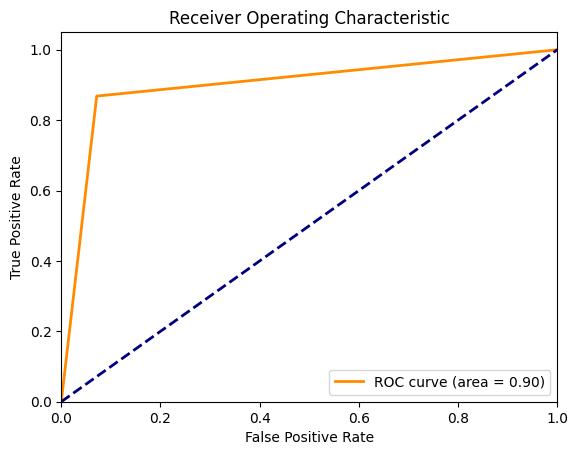 Receiver Operating Characteristic
True Positive Rate
1.0
0.8
0.6
0.4
0.2
0.0
ROC curve (area = 0.90)
0.0 0.2 0.4 0.6 0.8 1.0
False Positive Rate